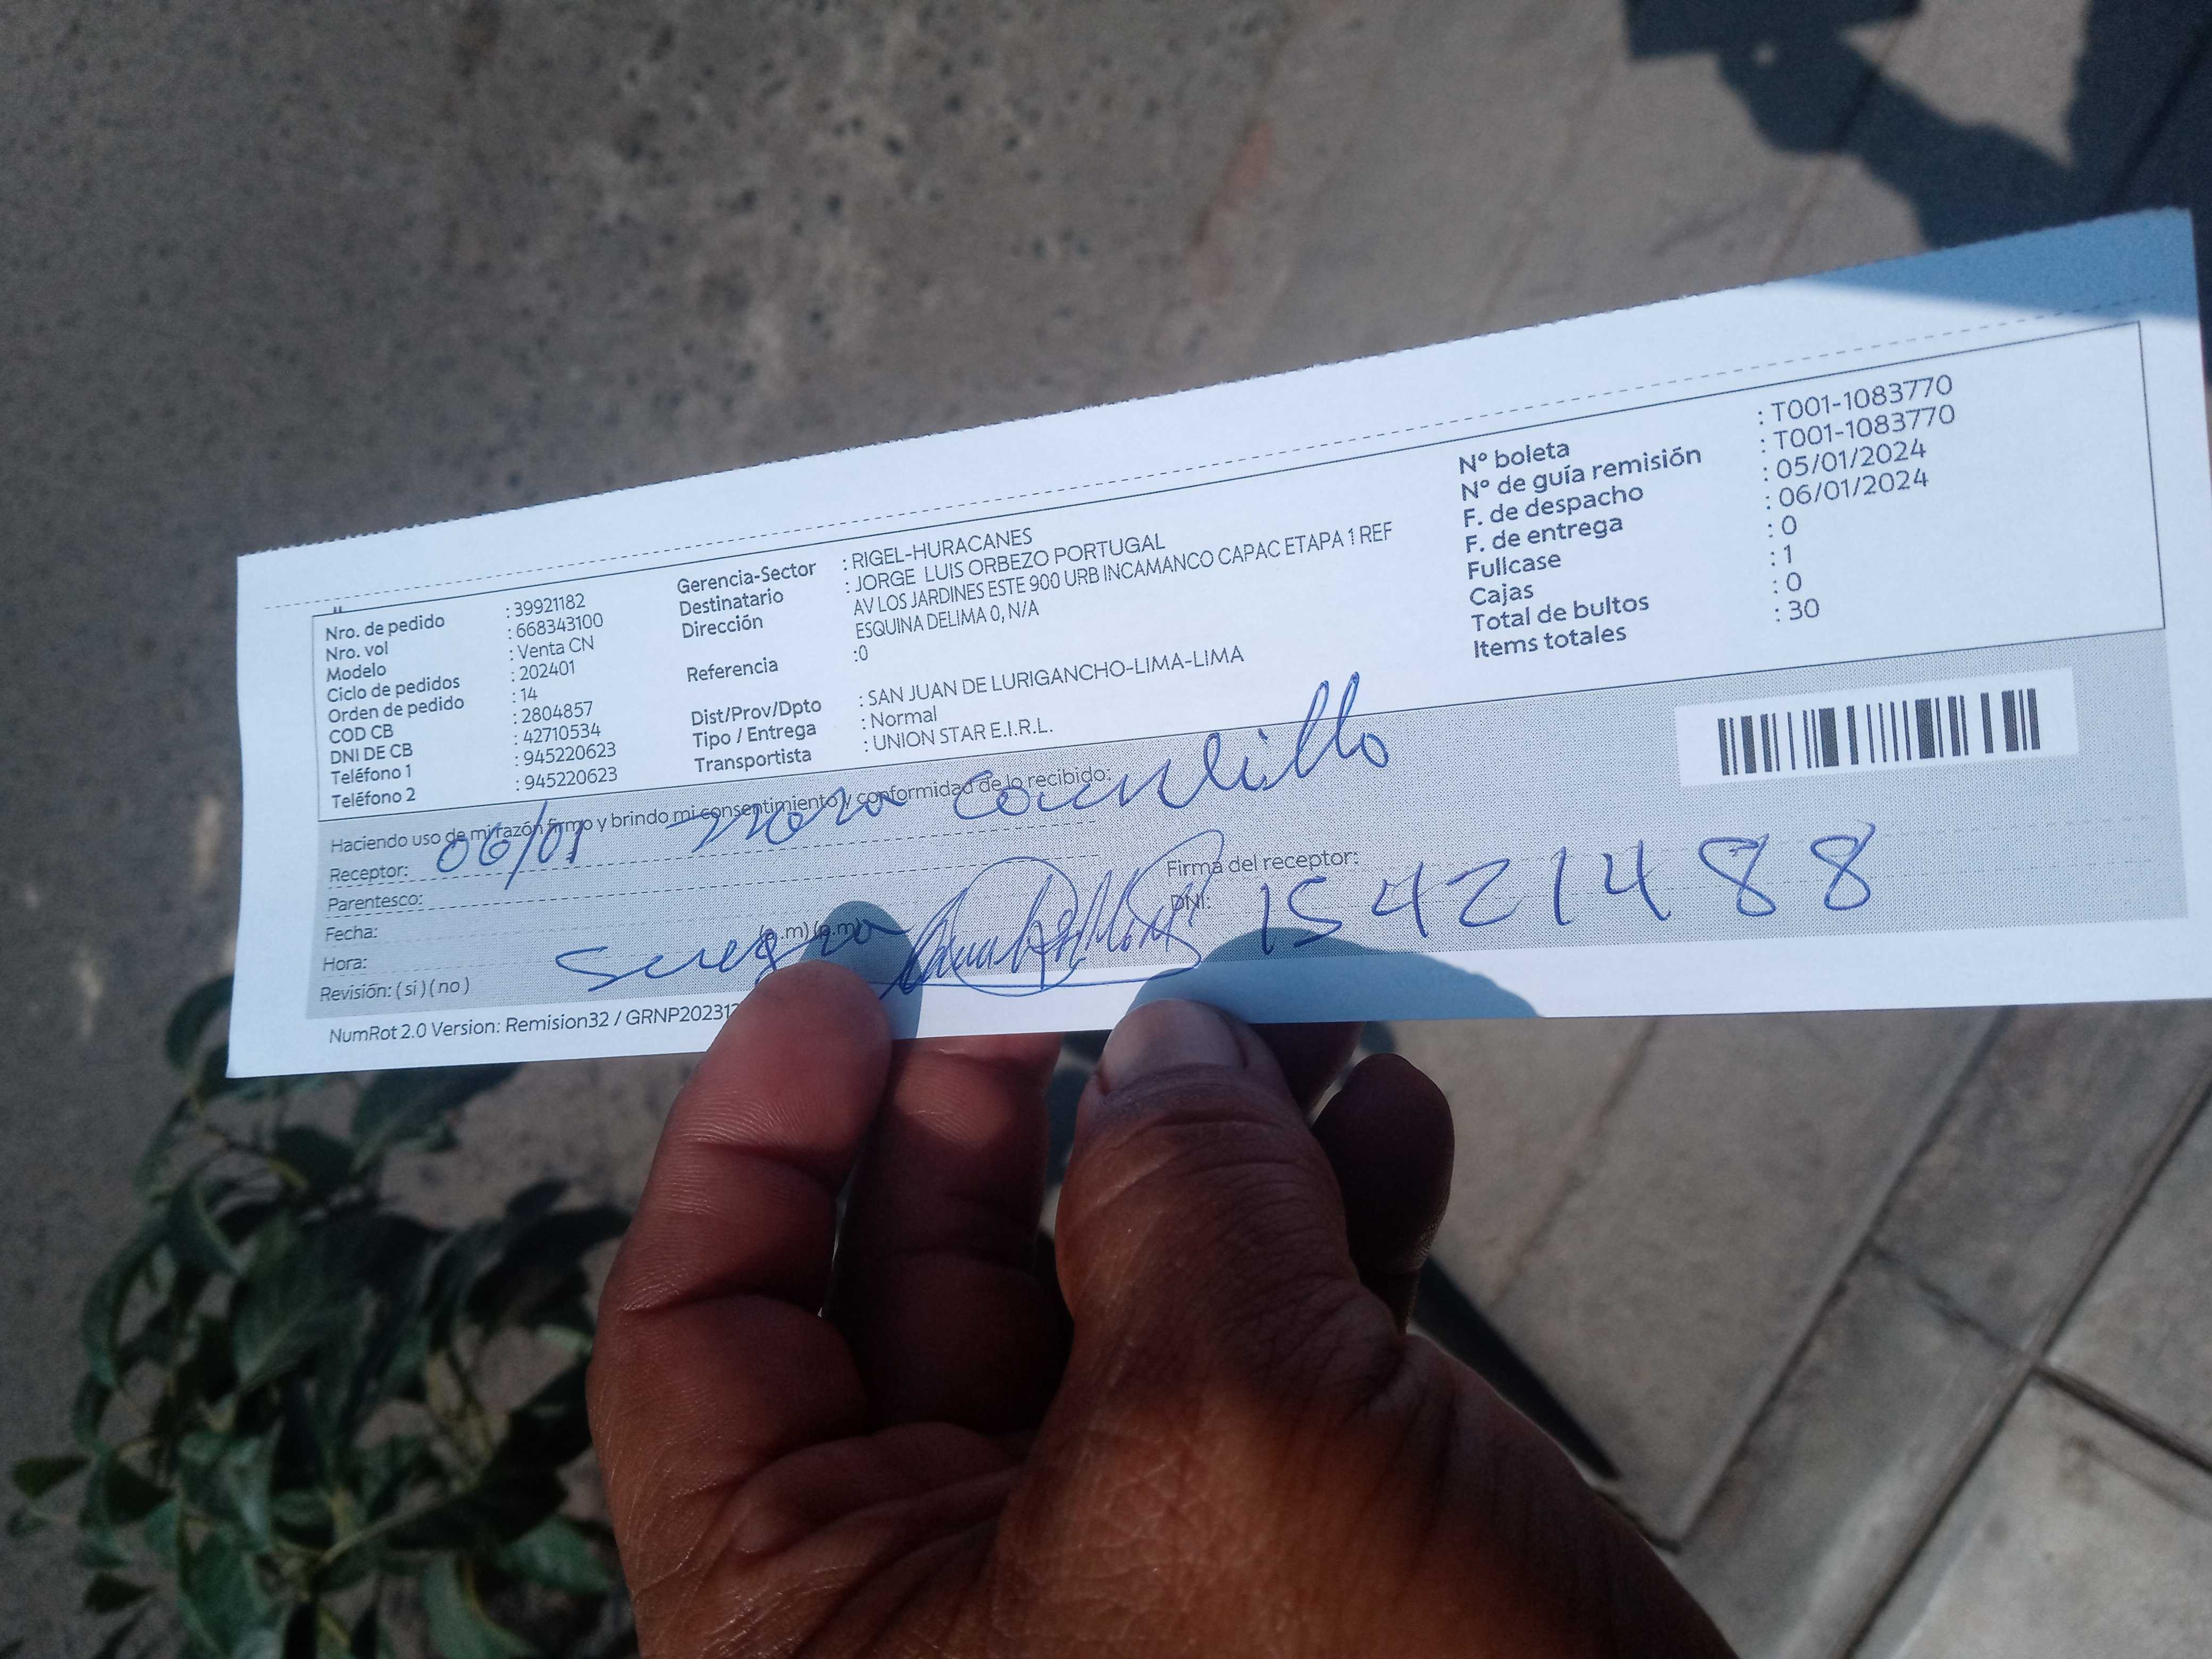 Nro. de pedido : 39921182
Nro. vol : 668343100
Modelo : Venta CN
Ciclo de pedidos : 202401
Orden de pedido : 14
COD CB : 2804857
DNI DE CB : 42710534
Teléfono 1 : 945220623
Teléfono 2 : 945220623
Gerencia-Sector : RIGEL-HURACANES
Destinatario : JORGE LUIS ORBEZO PORTUGAL
Dirección AV LOS JARDINES ESTE 900 URB INCAMANCO CAPAC ETAPA 1 REF
ESQUINA DELIMA 0, N/A
Referencia :0
Dist/Prov/Dpto : SAN JUAN DE LURIGANCHO-LIMA-LIMA
Tipo / Entrega : Normal
Transportista : UNION STAR E.I.R.L.
Nº boleta : T001-1083770
Nº de guía remisión : T001-1083770
F. de despacho : 05/01/2024
F. de entrega : 06/01/2024
Fullcase : 0
Cajas : 1
Total de bultos : 0
Items totales : 30
Haciendo uso de mi razón firmo y brindo mi consentimiento y conformidad de lo recibido:
Receptor: 06/01
Parentesco:
Fecha:
Hora: (a.m) (p.m)
Revisión: ( si ) ( no )
Firma del receptor:
DNI: 15421488
suegra
NumRot 2.0 Version: Remision32 / GRNP202312